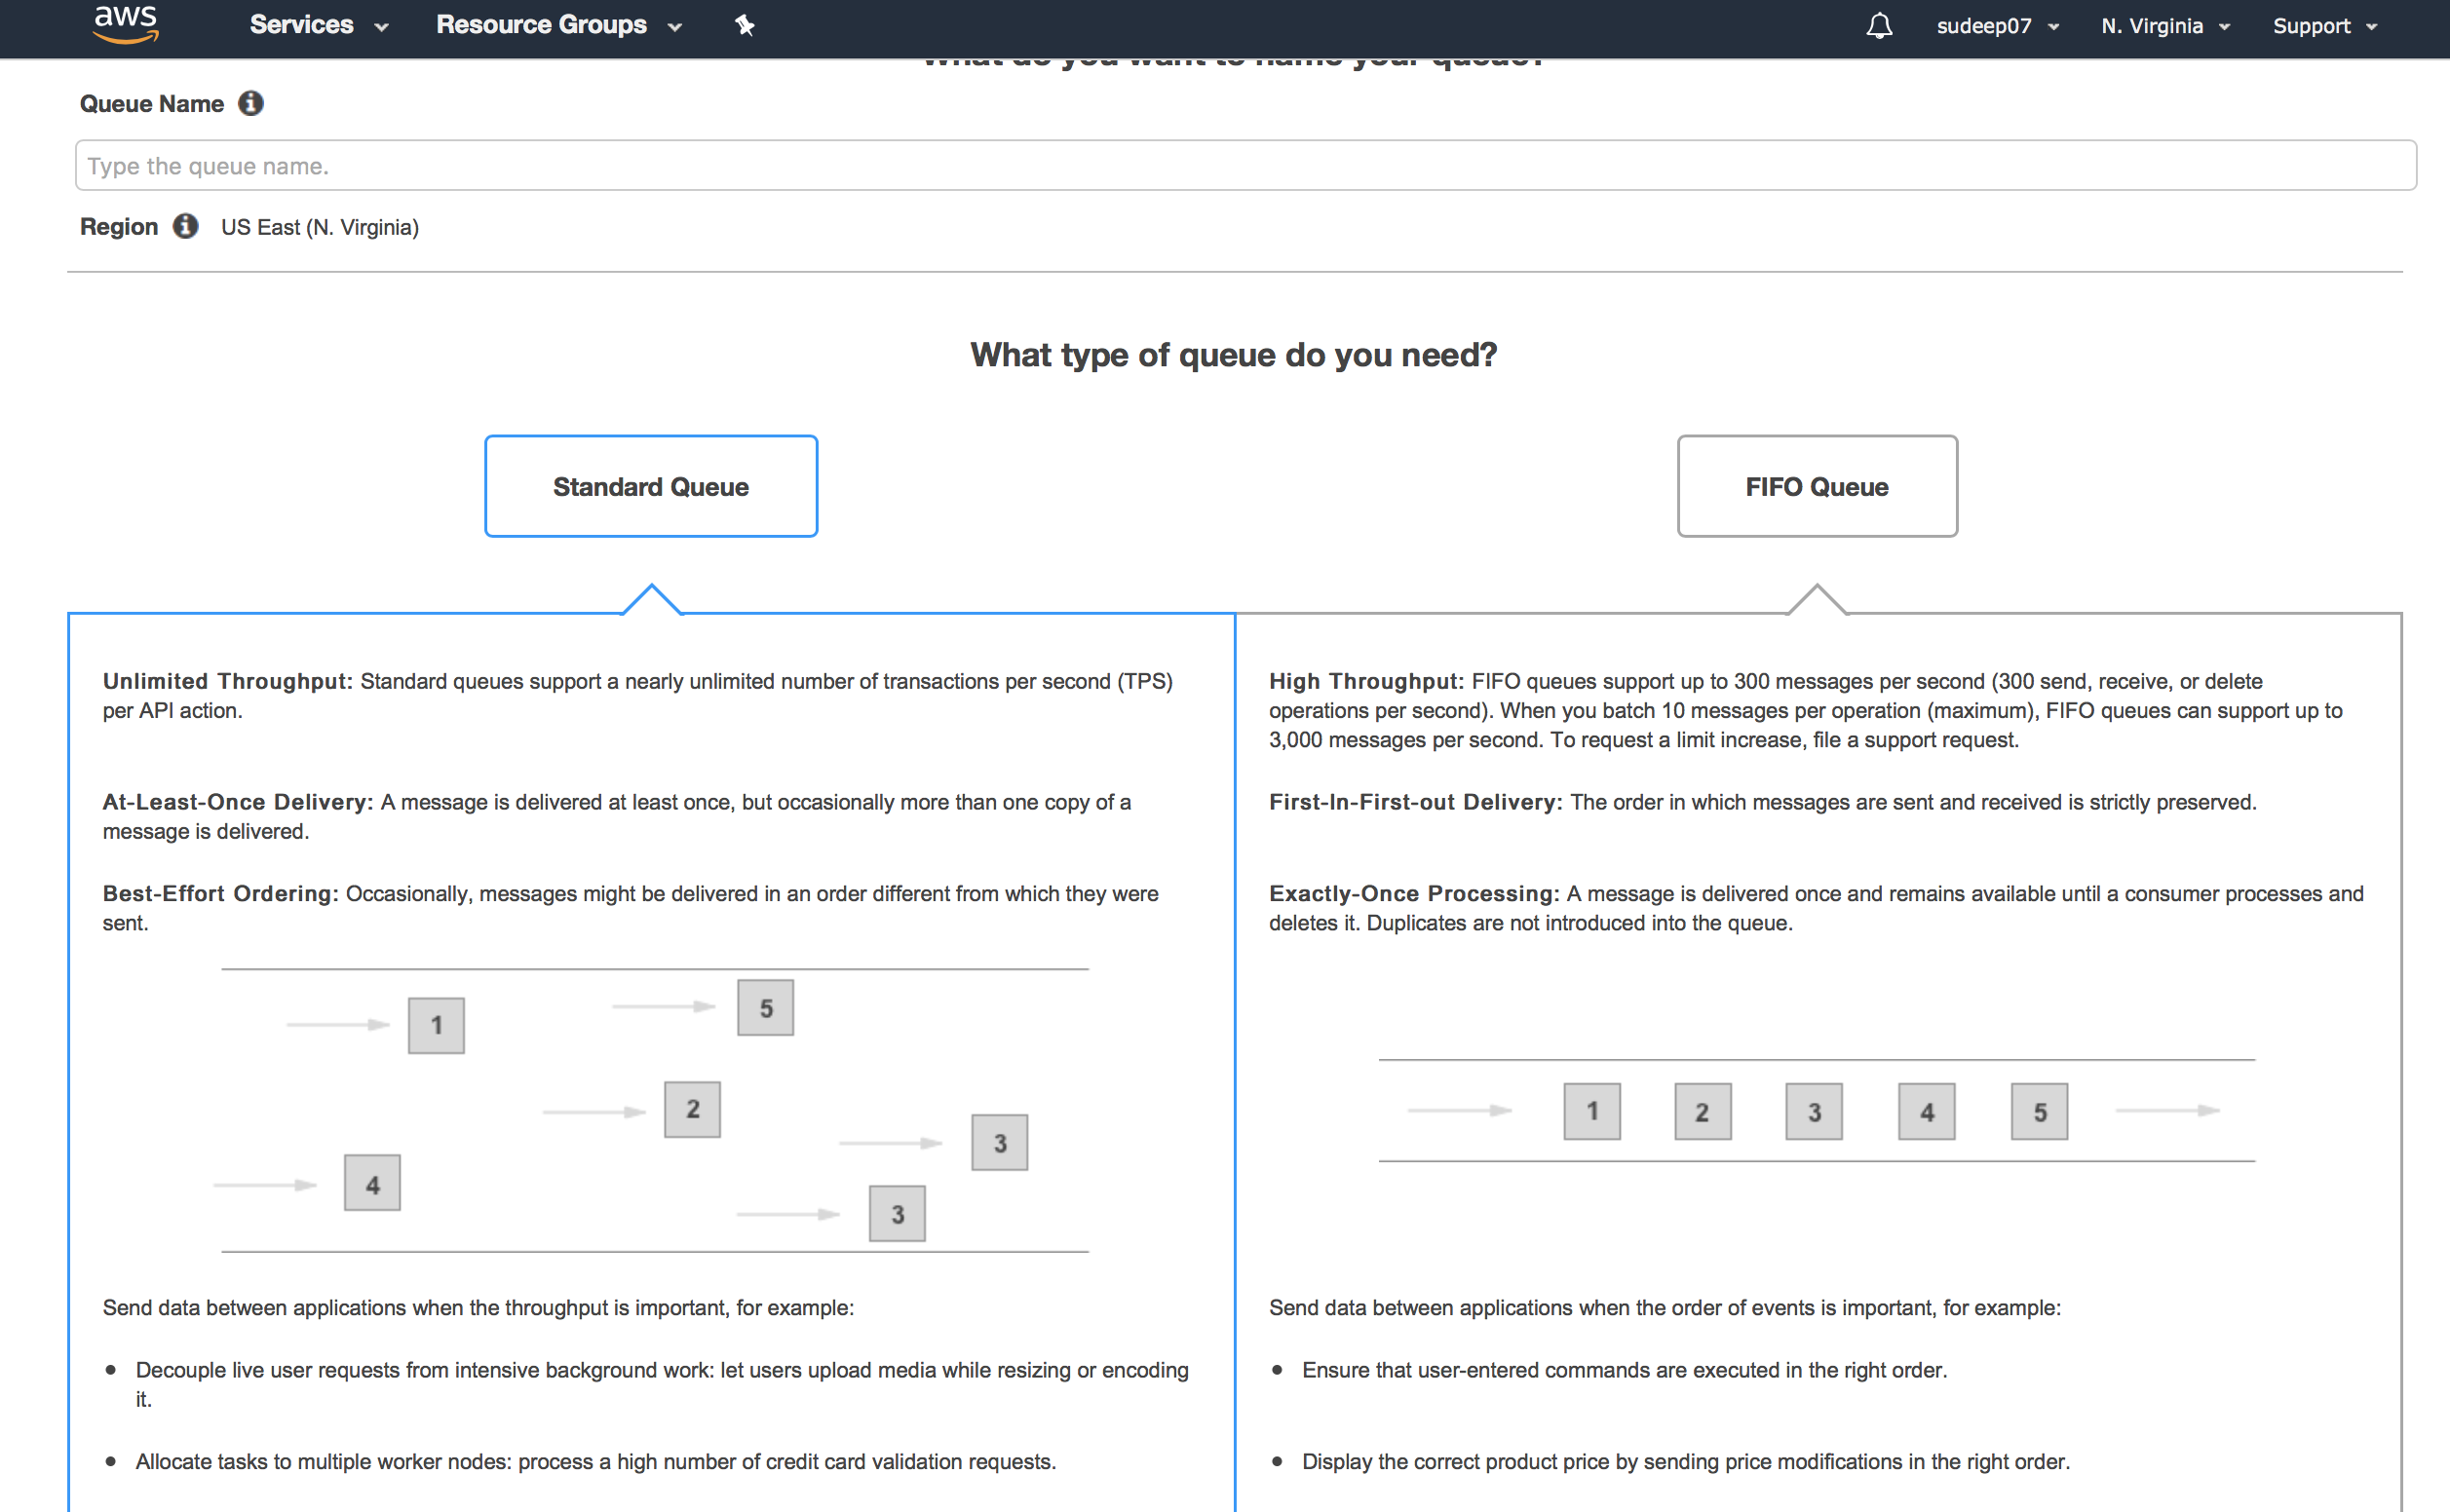 aws Services Resource Groups sudeep07 N. Virginia Support
What do you want to name your queue?
Queue Name
Type the queue name.
Region US East (N. Virginia)
What type of queue do you need?
Standard Queue
FIFO Queue
Unlimited Throughput: Standard queues support a nearly unlimited number of transactions per second (TPS)
per API action.
At-Least-Once Delivery: A message is delivered at least once, but occasionally more than one copy of a
message is delivered.
Best-Effort Ordering: Occasionally, messages might be delivered in an order different from which they were
sent.
5
1
2
3
4
3
Send data between applications when the throughput is important, for example:
• Decouple live user requests from intensive background work: let users upload media while resizing or encoding
it.
• Allocate tasks to multiple worker nodes: process a high number of credit card validation requests.
High Throughput: FIFO queues support up to 300 messages per second (300 send, receive, or delete
operations per second). When you batch 10 messages per operation (maximum), FIFO queues can support up to
3,000 messages per second. To request a limit increase, file a support request.
First-In-First-out Delivery: The order in which messages are sent and received is strictly preserved.
Exactly-Once Processing: A message is delivered once and remains available until a consumer processes and
deletes it. Duplicates are not introduced into the queue.
1 2 3 4 5
Send data between applications when the order of events is important, for example:
• Ensure that user-entered commands are executed in the right order.
• Display the correct product price by sending price modifications in the right order.